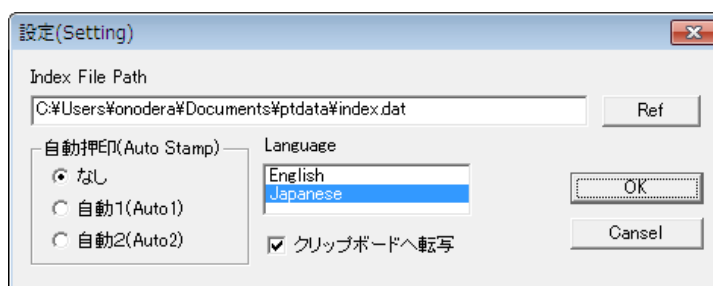 設定(Setting)
Index File Path
C:¥Users¥onodera¥Documents¥ptdata¥index.dat
Ref
自動押印(Auto Stamp)
なし
自動1(Auto1)
自動2(Auto2)
Language
English
Japanese
クリップボードへ転写
OK
Cansel